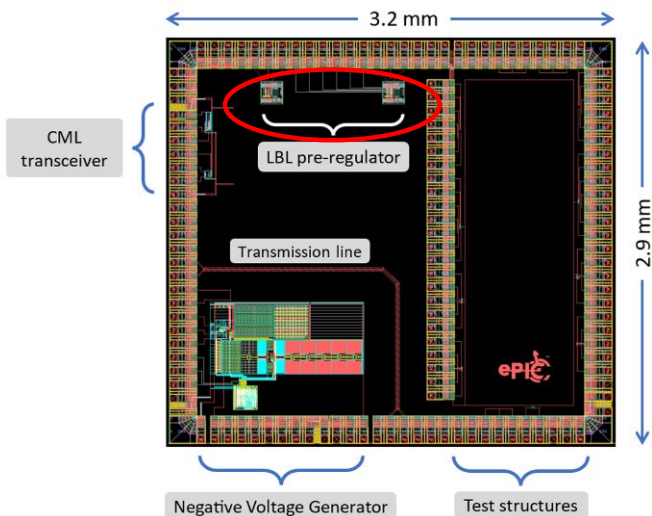 3.2 mm
CML
transceiver
LBL pre-regulator
Transmission line
2.9 mm
ePIC
Negative Voltage Generator
Test structures